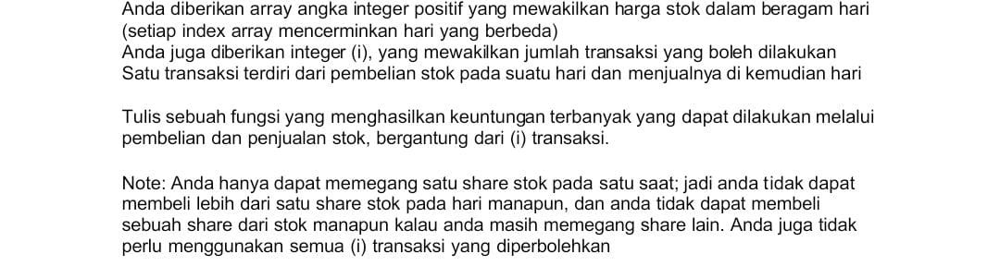 Anda diberikan array angka integer positif yang mewakilkan harga stok dalam beragam hari
(setiap index array mencerminkan hari yang berbeda)
Anda juga diberikan integer (i), yang mewakilkan jumlah transaksi yang boleh dilakukan
Satu transaksi terdiri dari pembelian stok pada suatu hari dan menjualnya di kemudian hari
Tulis sebuah fungsi yang menghasilkan keuntungan terbanyak yang dapat dilakukan melalui
pembelian dan penjualan stok, bergantung dari (i) transaksi.
Note: Anda hanya dapat memegang satu share stok pada satu saat; jadi anda tidak dapat
membeli lebih dari satu share stok pada hari manapun, dan anda tidak dapat membeli
sebuah share dari stok manapun kalau anda masih memegang share lain. Anda juga tidak
perlu menggunakan semua (i) transaksi yang diperbolehkan